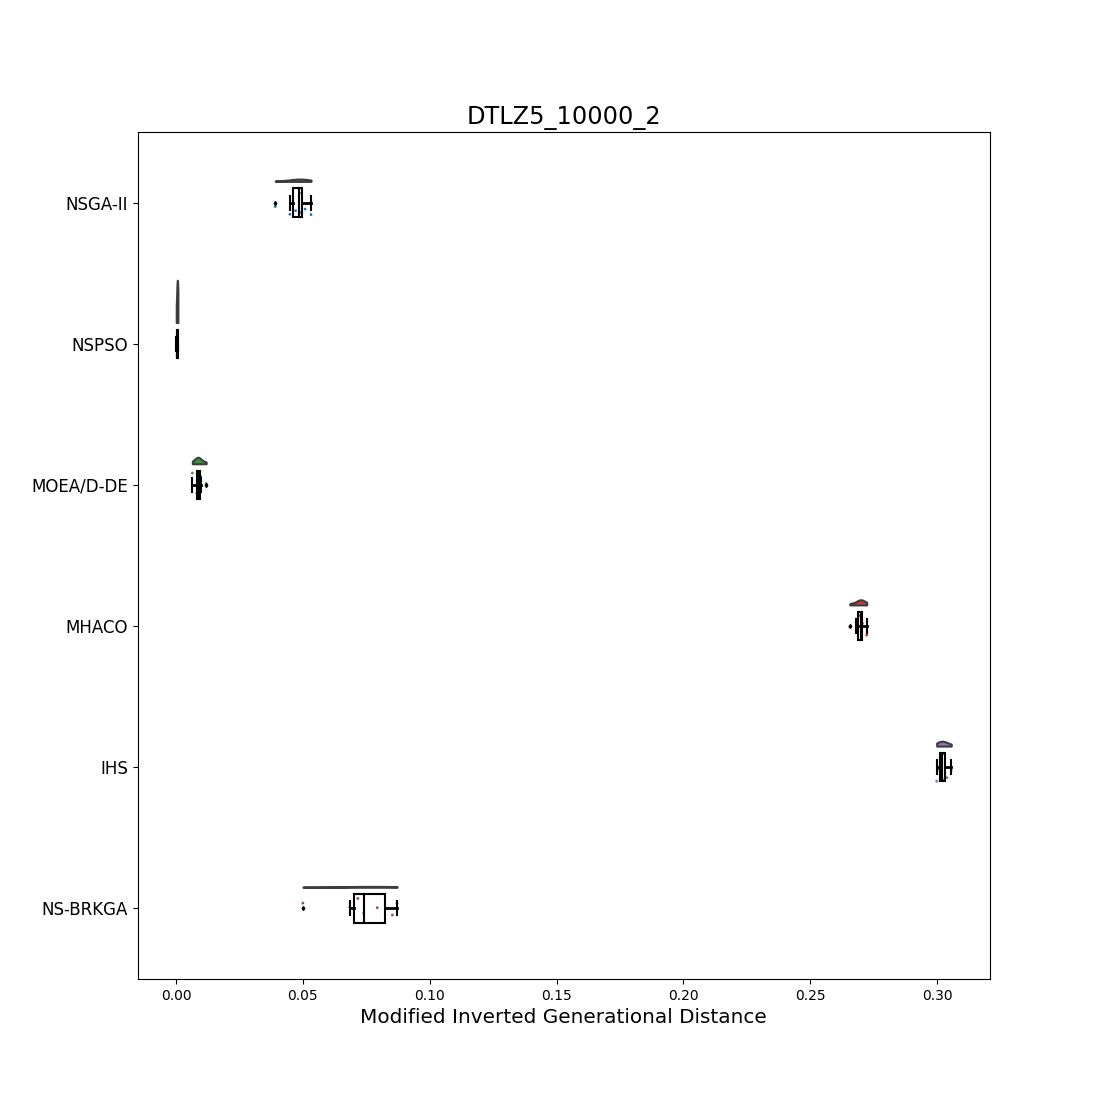 DTLZ5_10000_2
NSGA-II
NSPSO
MOEA/D-DE
MHACO
IHS
NS-BRKGA
0.00 0.05 0.10 0.15 0.20 0.25 0.30
Modified Inverted Generational Distance